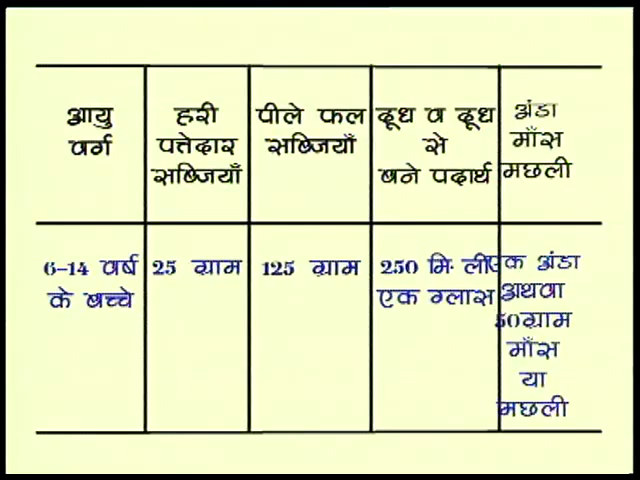 आयु
वर्ग
हरी
पत्तेदार
सब्जियाँ
पीले फल
सब्जियाँ
दूध व दूध
से
बने पदार्थ
अंडा
माँस
मछली
6-14 वर्ष
के बच्चे
25 ग्राम
125 ग्राम
250 मि. ली
एक ग्लास
एक अंडा
अथवा
50ग्राम
माँस
या
मछली